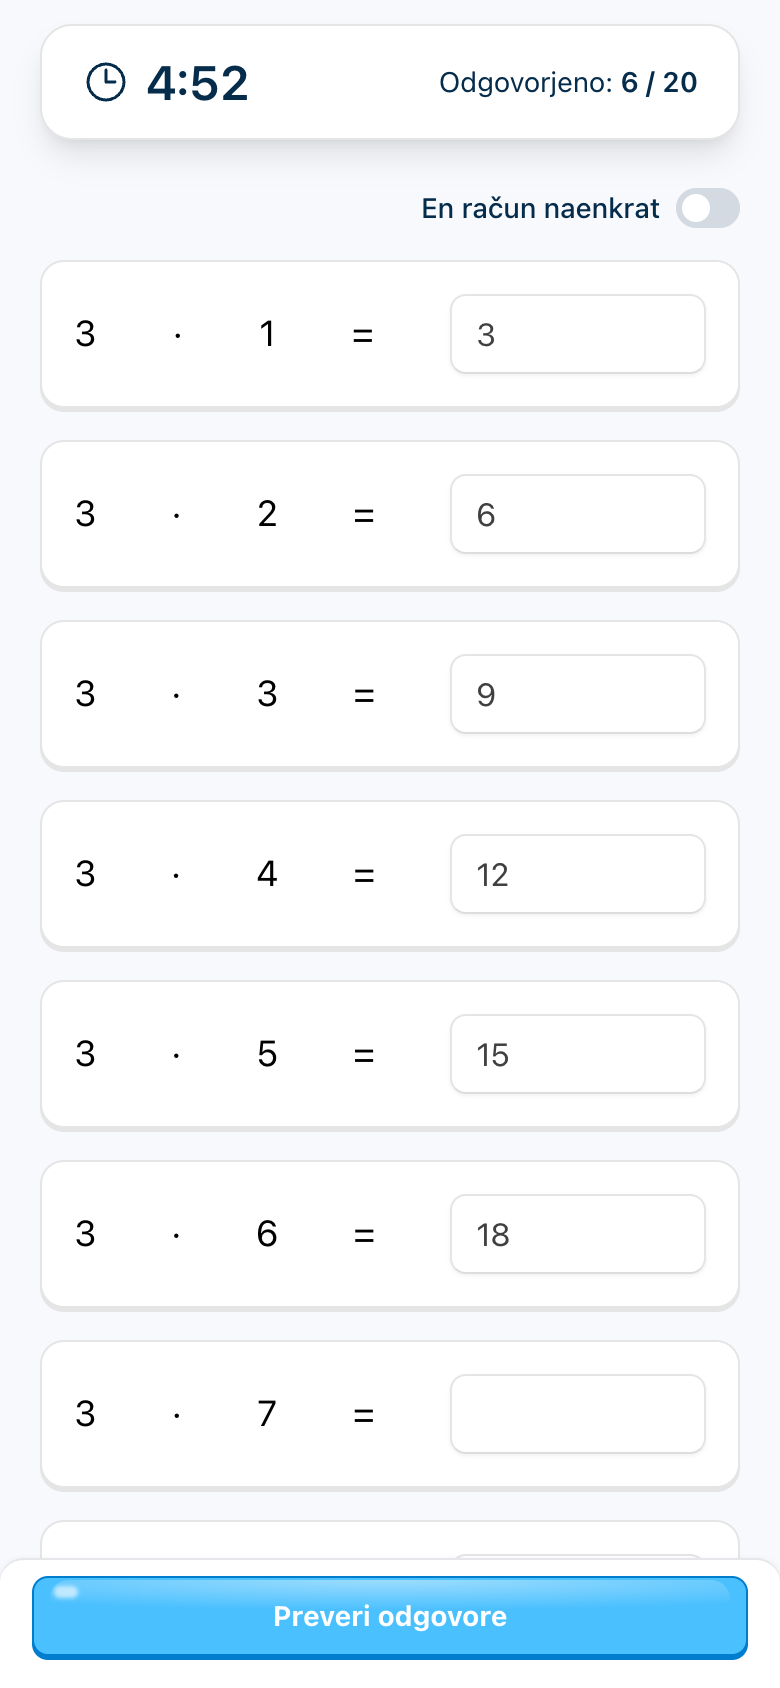 4:52 Odgovorjeno: 6 / 20
En račun naenkrat
3 · 1 = 3
3 · 2 = 6
3 · 3 = 9
3 · 4 = 12
3 · 5 = 15
3 · 6 = 18
3 · 7 =
Preveri odgovore